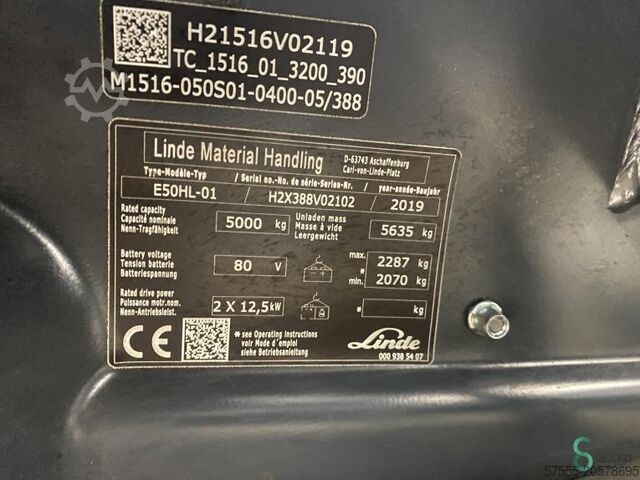 H21516V02119
TC_1516_01_3200_390
M1516-050S01-0400-05/388
Linde Material Handling
D-63743 Aschaffenburg
Carl-von-Linde-Platz
Type-Modèle-Typ / Serial no.-No. de série-Serien-Nr. / year-année-Baujahr
E50HL-01 / H2X388V02102 / 2019
Rated capacity
Capacité nominale
Nenn-Tragfähigkeit
5000 kg
Unladen mass
Masse à vide
Leergewicht
5635 kg
Battery voltage
Tension batterie
Batteriespannung
80 V
max. 2287 kg
*
min. 2070 kg
Rated drive power
Puissance motr.nom.
Nenn-Antriebsleist.
2 X 12,5 kW
* kg
* see Operating Instructions
voir Mode d'emploi
siehe Betriebsanleitung
CE
Linde
000 938 54 07
SECOND
57555-20578695